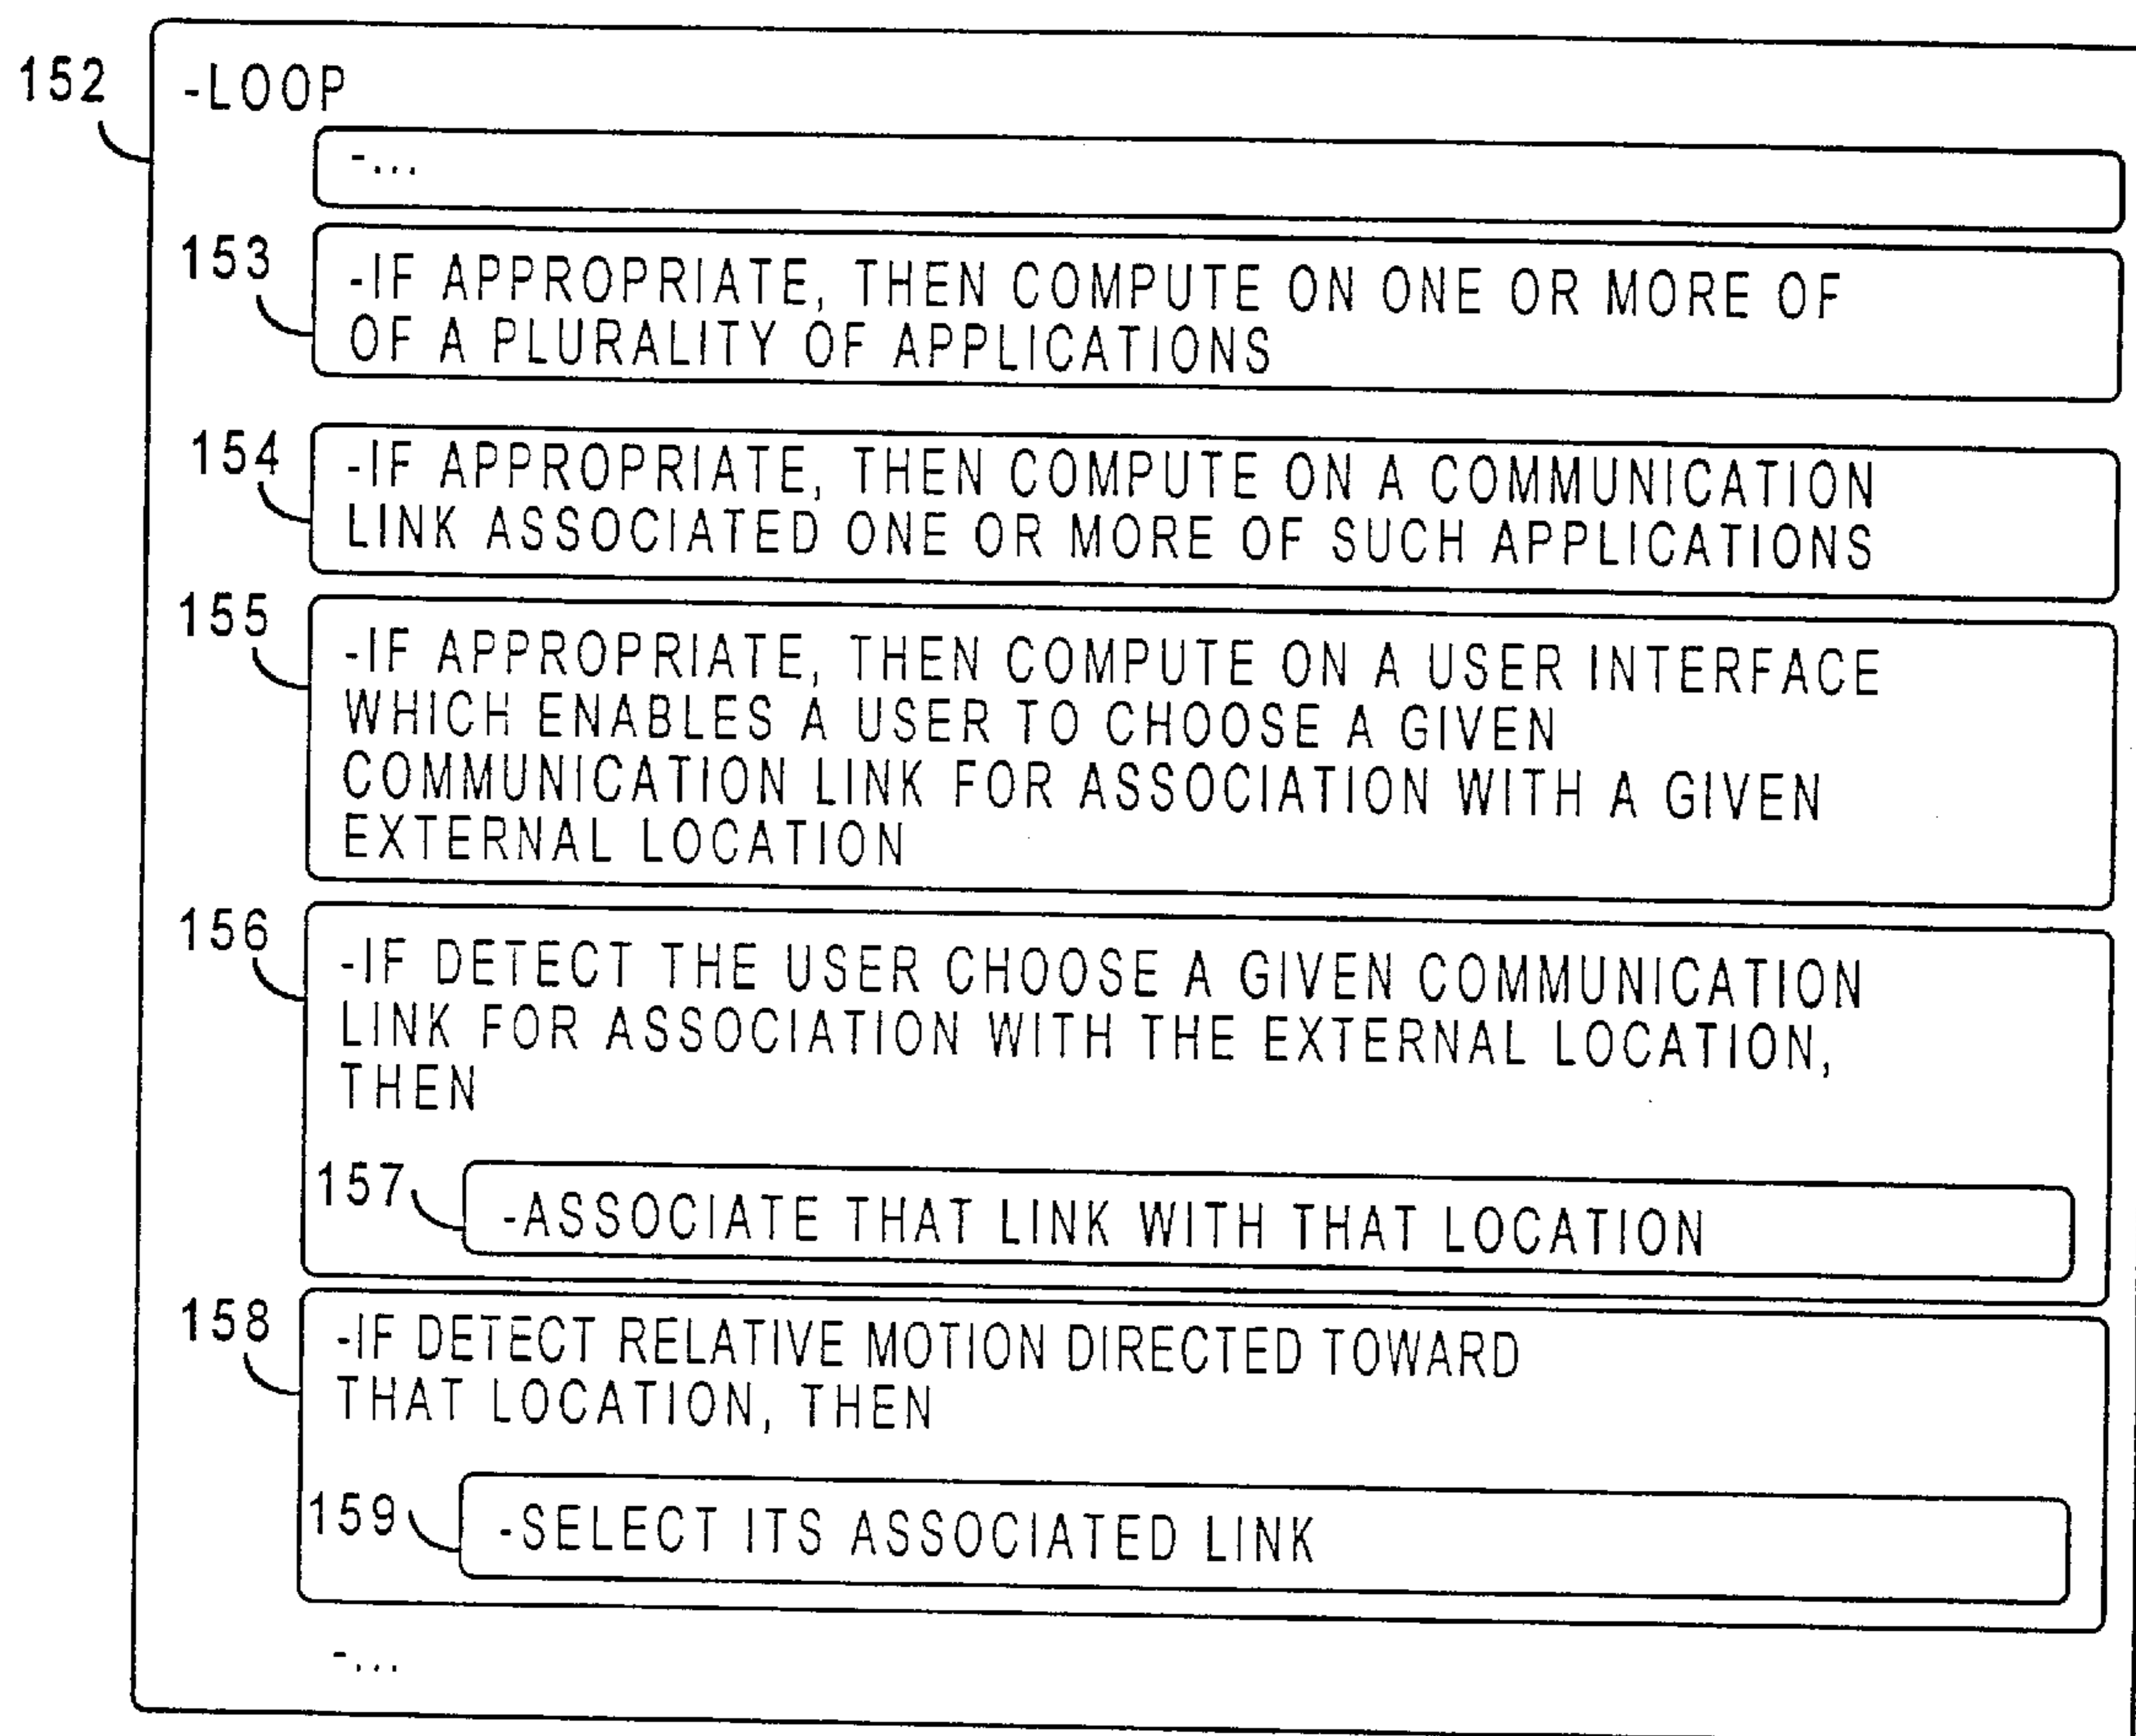 152 -LOOP
-...
153 -IF APPROPRIATE, THEN COMPUTE ON ONE OR MORE OF
OF A PLURALITY OF APPLICATIONS
154 -IF APPROPRIATE, THEN COMPUTE ON A COMMUNICATION
LINK ASSOCIATED ONE OR MORE OF SUCH APPLICATIONS
155 -IF APPROPRIATE, THEN COMPUTE ON A USER INTERFACE
WHICH ENABLES A USER TO CHOOSE A GIVEN
COMMUNICATION LINK FOR ASSOCIATION WITH A GIVEN
EXTERNAL LOCATION
156 -IF DETECT THE USER CHOOSE A GIVEN COMMUNICATION
LINK FOR ASSOCIATION WITH THE EXTERNAL LOCATION,
THEN
157 -ASSOCIATE THAT LINK WITH THAT LOCATION
158 -IF DETECT RELATIVE MOTION DIRECTED TOWARD
THAT LOCATION, THEN
159 -SELECT ITS ASSOCIATED LINK
-...